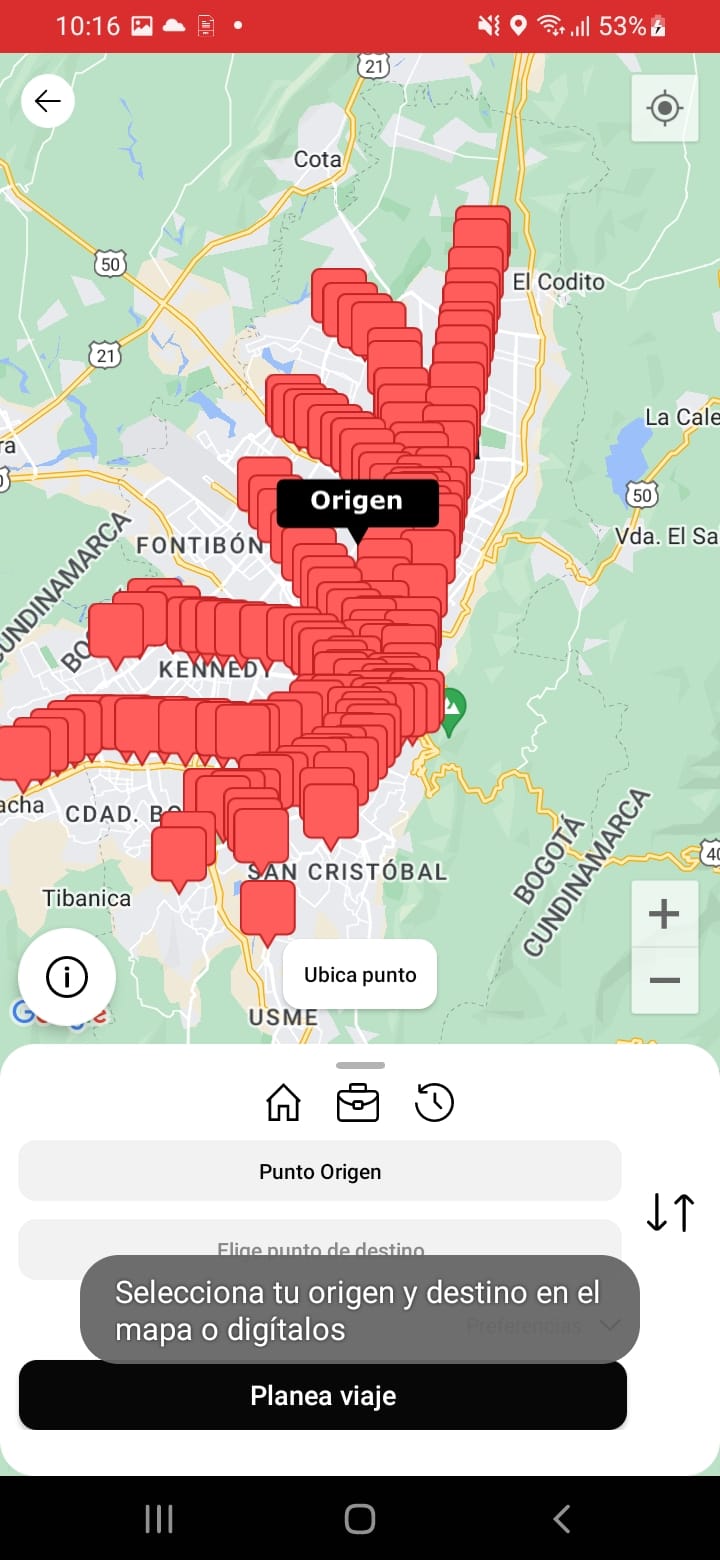 10:16
53%
21
Cota
50
El Codito
21
La Cale
ra
50
FONTIBÓN
Origen
Vda. El Sa
CUNDINAMARCA
BO
KENNEDY
acha
CDAD. BO
BOGOTÁ
CUNDINAMARCA
40
SAN CRISTÓBAL
Tibanica
Ubica punto
USME
Punto Origen
Elige punto de destino
Selecciona tu origen y destino en el
mapa o digítalos
Preferencias
Planea viaje